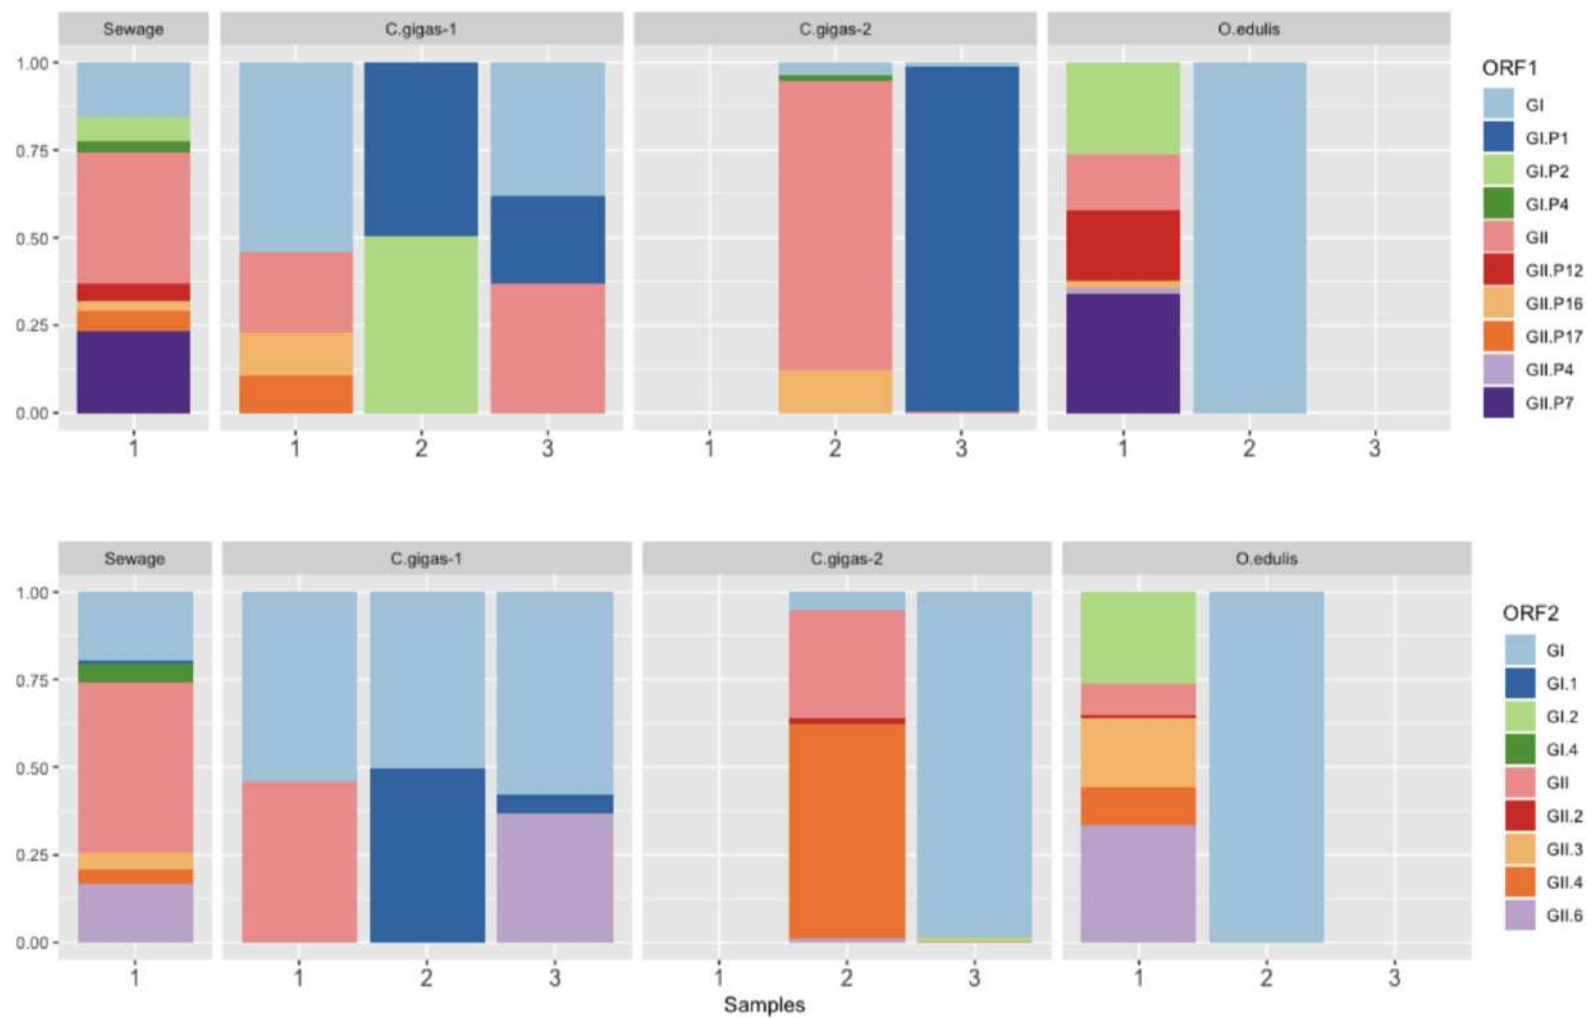 Sewage C.gigas-1 C.gigas-2 O.edulis
1.00
0.75
0.50
0.25
0.00
1 1 2 3 1 2 3 1 2 3
ORF1
GI
GI.P1
GI.P2
GI.P4
GII
GII.P12
GII.P16
GII.P17
GII.P4
GII.P7
Sewage C.gigas-1 C.gigas-2 O.edulis
1.00
0.75
0.50
0.25
0.00
1 1 2 3 1 2 3 1 2 3
Samples
ORF2
GI
GI.1
GI.2
GI.4
GII
GII.2
GII.3
GII.4
GII.6